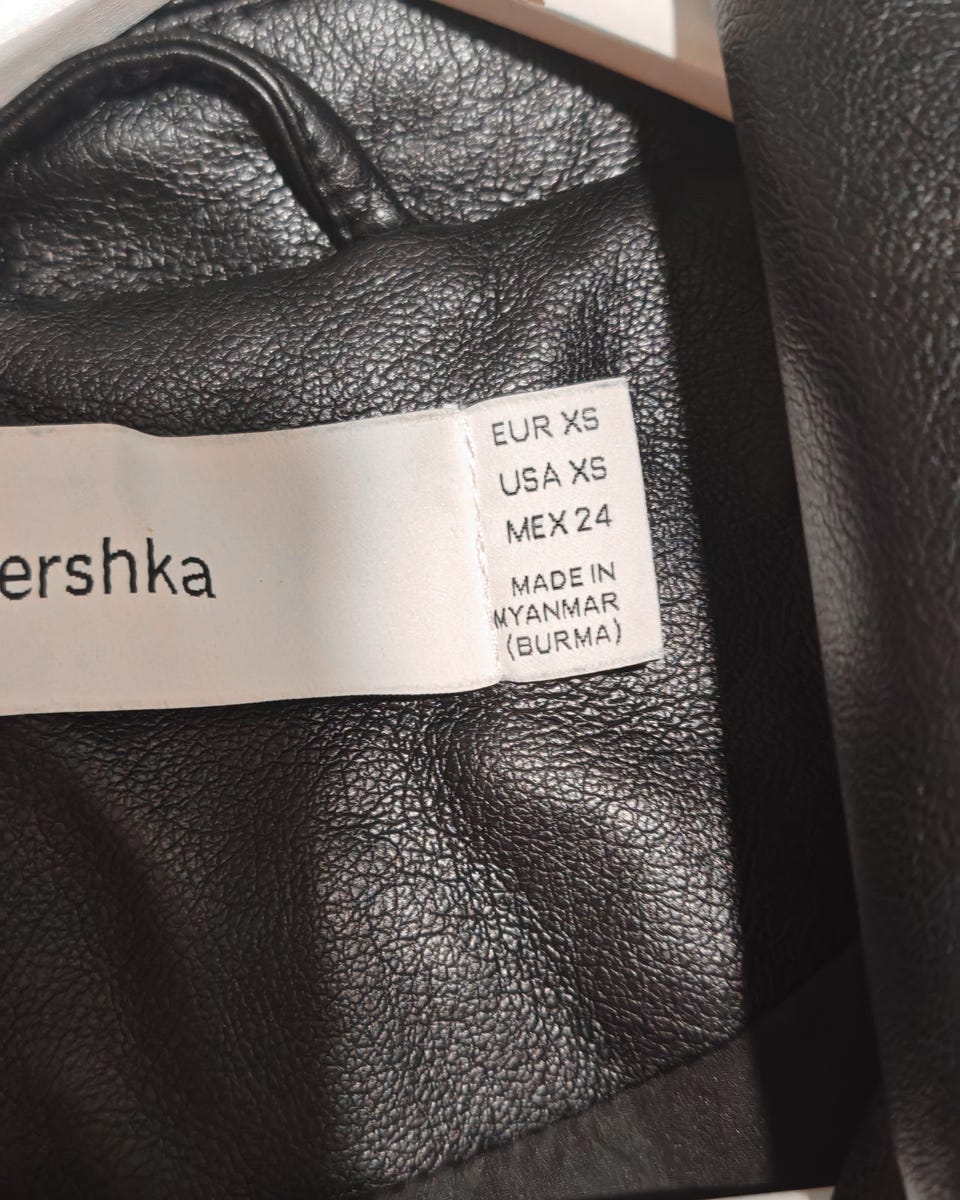 ershka
EUR XS
USA XS
MEX 24
MADE IN
MYANMAR
(BURMA)